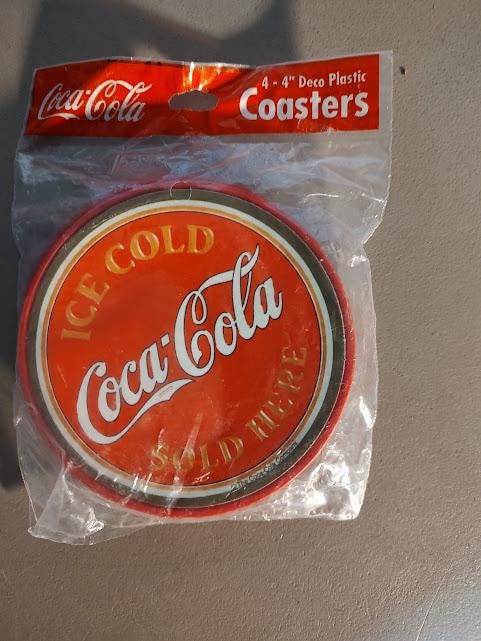 Coca-Cola
4 - 4" Deco Plastic
Coasters
ICE COLD
Coca-Cola
SOLD HERE